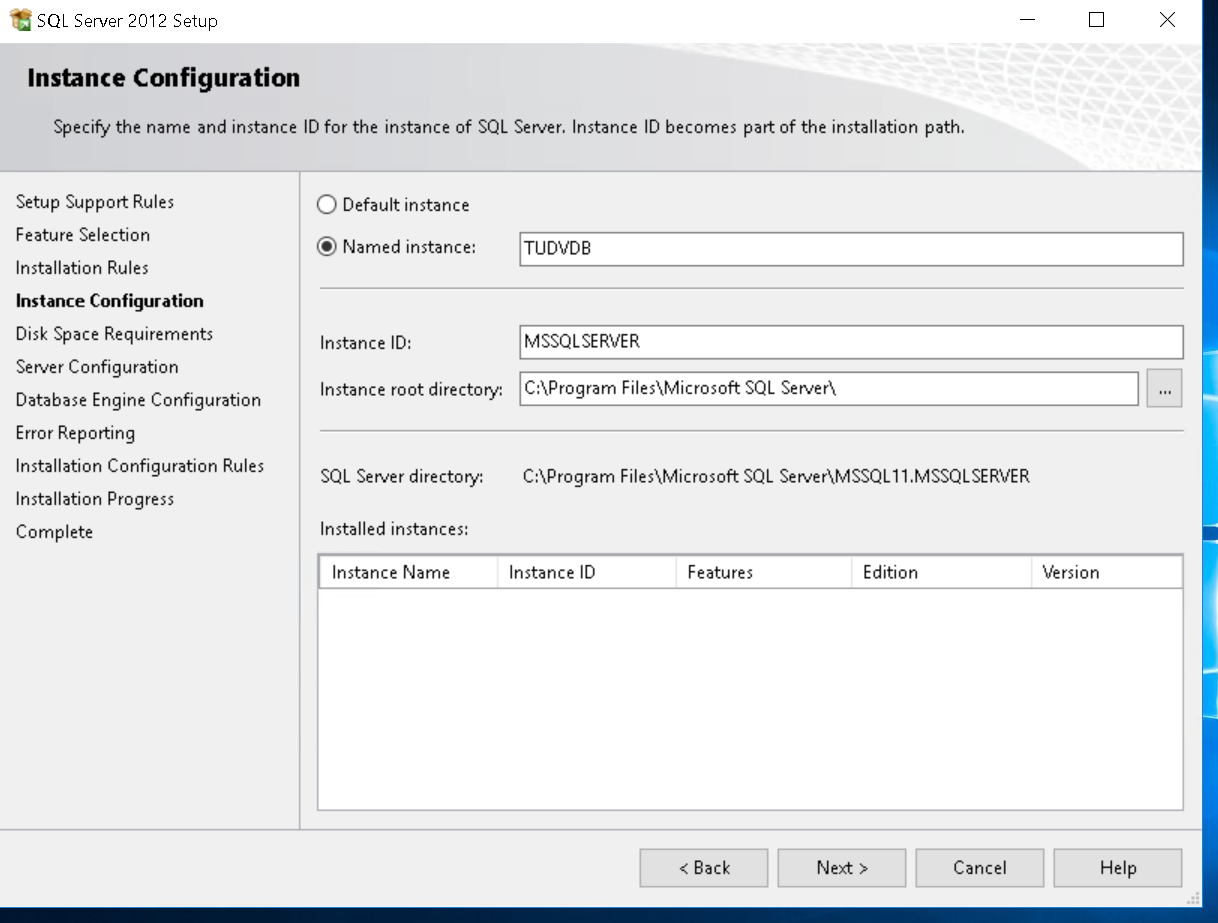 SQL Server 2012 Setup
Instance Configuration
Specify the name and instance ID for the instance of SQL Server. Instance ID becomes part of the installation path.
Setup Support Rules
Feature Selection
Installation Rules
Instance Configuration
Disk Space Requirements
Server Configuration
Database Engine Configuration
Error Reporting
Installation Configuration Rules
Installation Progress
Complete
Default instance
Named instance: TUDVDB
Instance ID: MSSQLSERVER
Instance root directory: C:\Program Files\Microsoft SQL Server\ ...
SQL Server directory: C:\Program Files\Microsoft SQL Server\MSSQL11.MSSQLSERVER
Installed instances:
Instance Name Instance ID Features Edition Version
< Back Next > Cancel Help